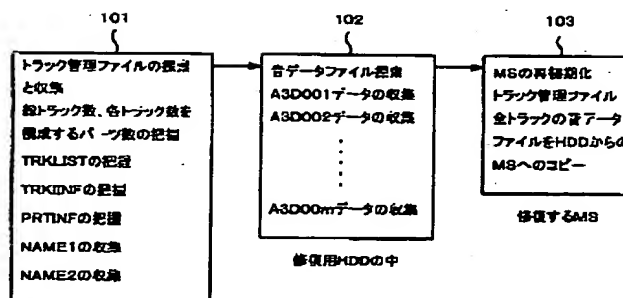 101
トラック管理ファイルの探索
と収集
総トラック数、各トラック数を
構成するパーツ数の把握
TRKLISTの把握
TRKIINFの把握
PRTINFの把握
NAME1の収集
NAME2の収集
102
音データファイル探索
A3D001データの収集
A3D002データの収集
A3D00mデータの収集
修復用HDDの中
103
MSの再初期化
トラック管理ファイル
全トラックの音データ
ファイルをHDDからの
MSへのコピー
修復するMS